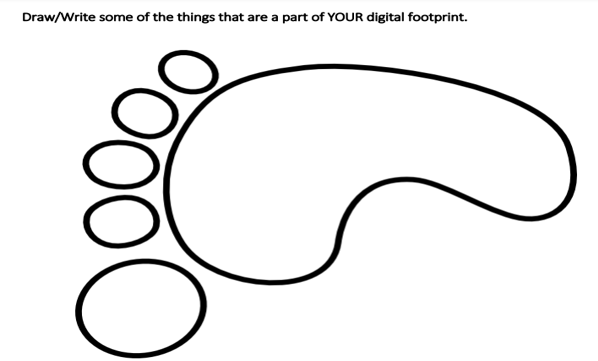 Draw/Write some of the things that are a part of YOUR digital footprint.